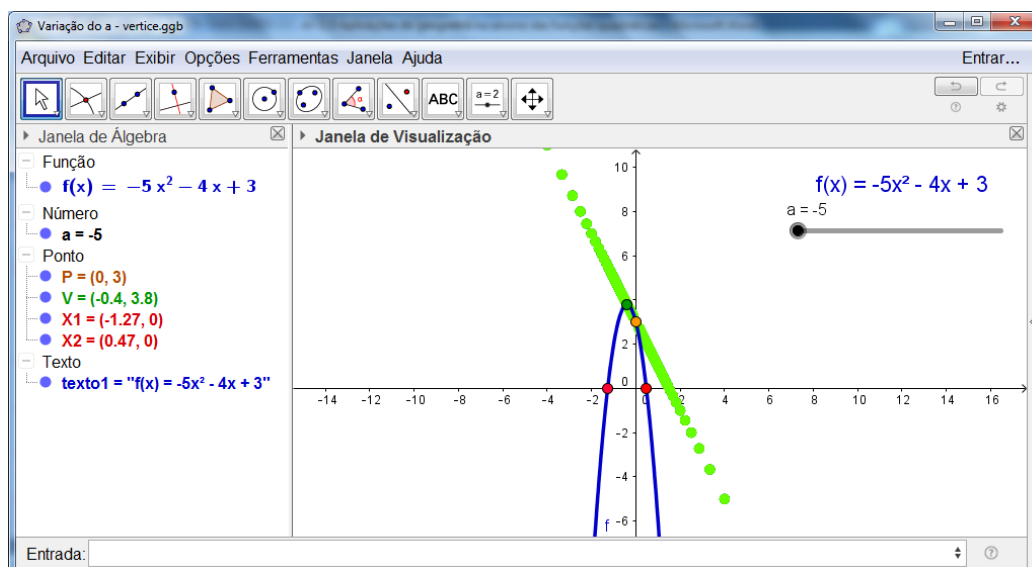 Variação do a - vertice.ggb
Arquivo Editar Exibir Opções Ferramentas Janela Ajuda
Entrar...
ABC
a=2
Janela de Álgebra
Função
f(x) = −5 x² − 4 x + 3
Número
a = -5
Ponto
P = (0, 3)
V = (-0.4, 3.8)
X1 = (-1.27, 0)
X2 = (0.47, 0)
Texto
texto1 = "f(x) = -5x² - 4x + 3"
Janela de Visualização
f(x) = -5x² - 4x + 3
a = -5
10
8
6
2
0
-2
-4
-6
-14 -12 -10 -8 -6 -4 -2 0 2 4 6 8 10 12 14 16
f
Entrada: